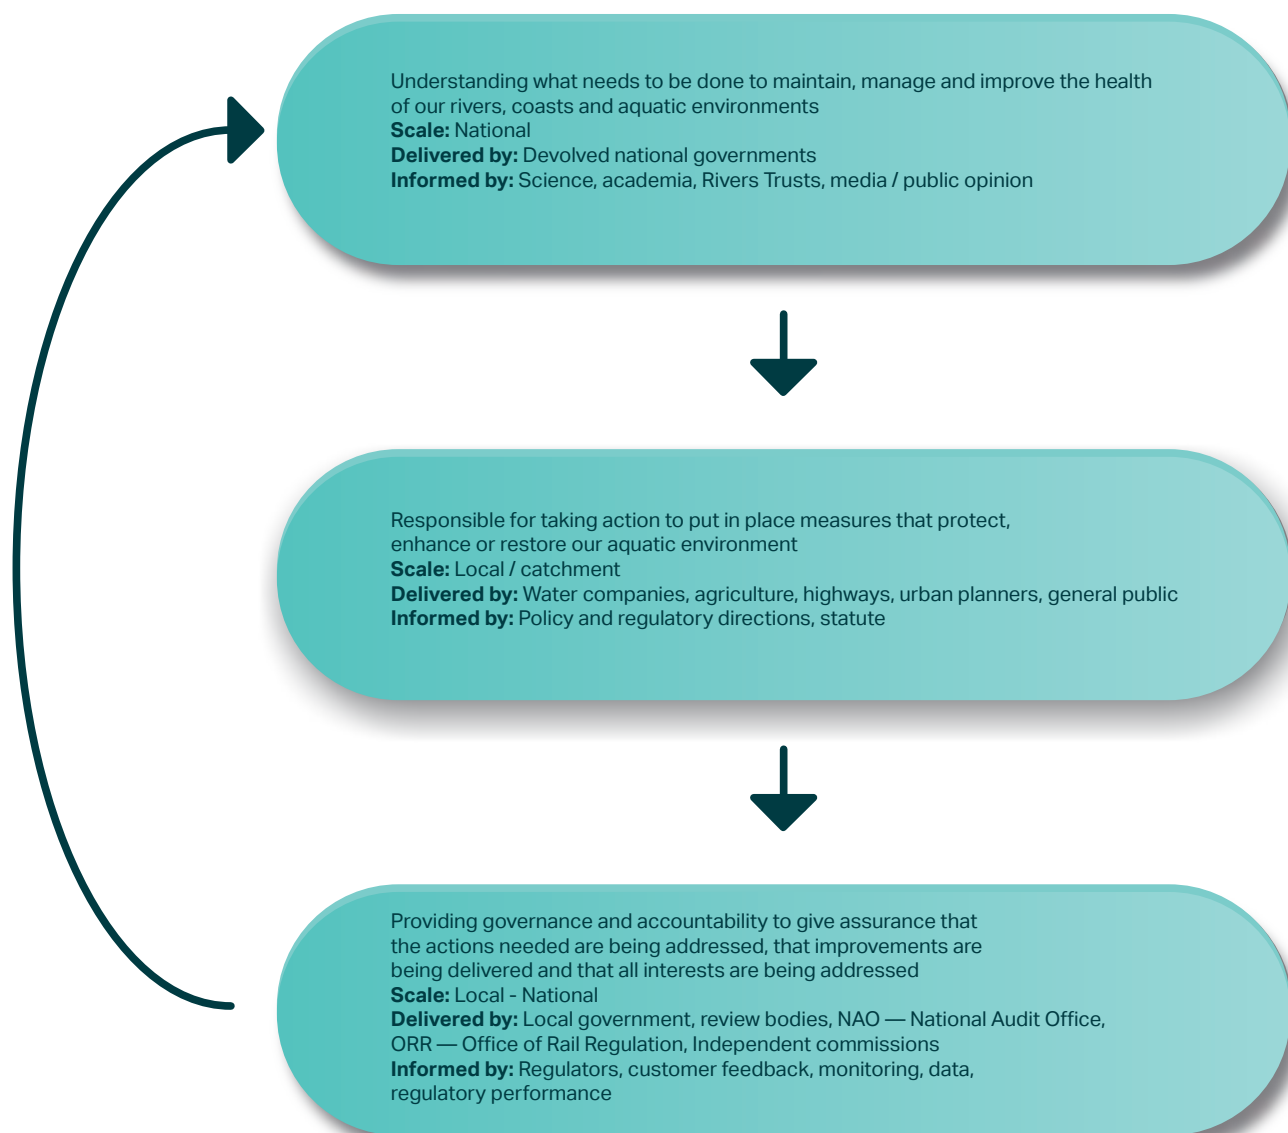 Understanding what needs to be done to maintain, manage and improve the health
of our rivers, coasts and aquatic environments
Scale: National
Delivered by: Devolved national governments
Informed by: Science, academia, Rivers Trusts, media / public opinion
Responsible for taking action to put in place measures that protect,
enhance or restore our aquatic environment
Scale: Local / catchment
Delivered by: Water companies, agriculture, highways, urban planners, general public
Informed by: Policy and regulatory directions, statute
Providing governance and accountability to give assurance that
the actions needed are being addressed, that improvements are
being delivered and that all interests are being addressed
Scale: Local - National
Delivered by: Local government, review bodies, NAO — National Audit Office,
ORR — Office of Rail Regulation, Independent commissions
Informed by: Regulators, customer feedback, monitoring, data,
regulatory performance